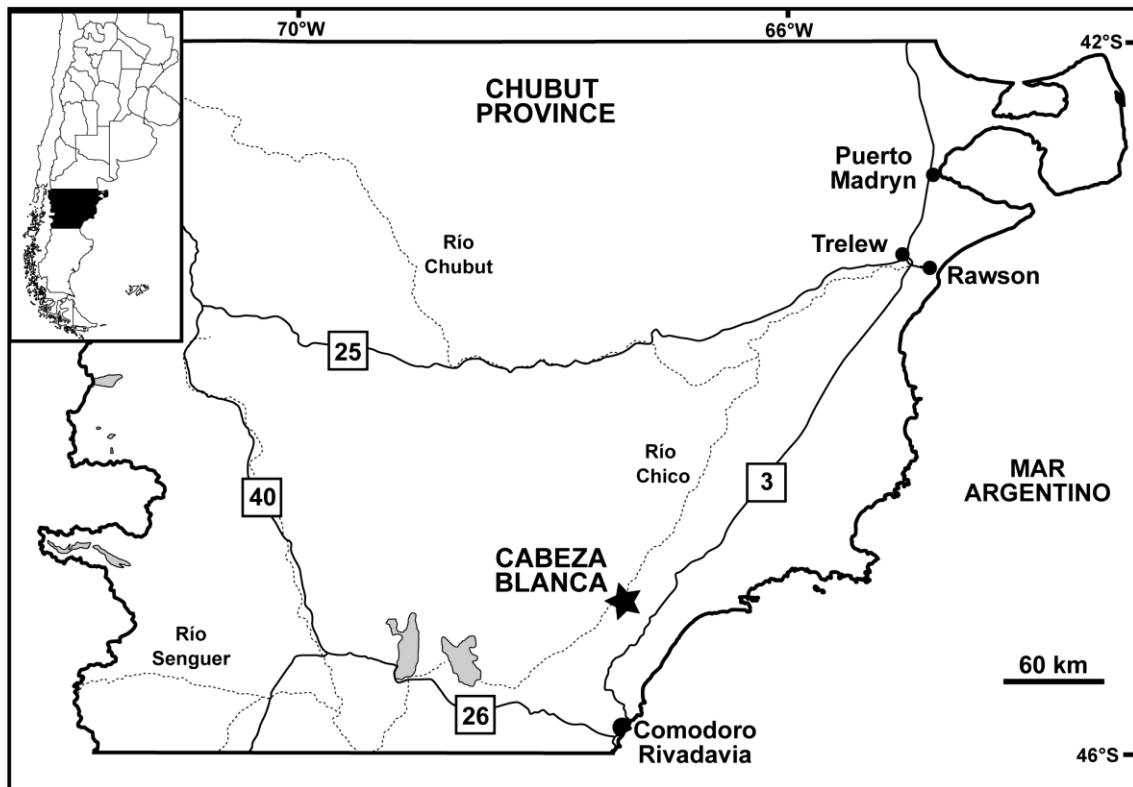 70°W
66°W
42°S
CHUBUT
PROVINCE
Puerto
Madryn
Trelew
Rawson
Río
Chubut
25
Río
Chico
3
MAR
ARGENTINO
40
CABEZA
BLANCA
Río
Senguer
60 km
26
Comodoro
Rivadavia
46°S